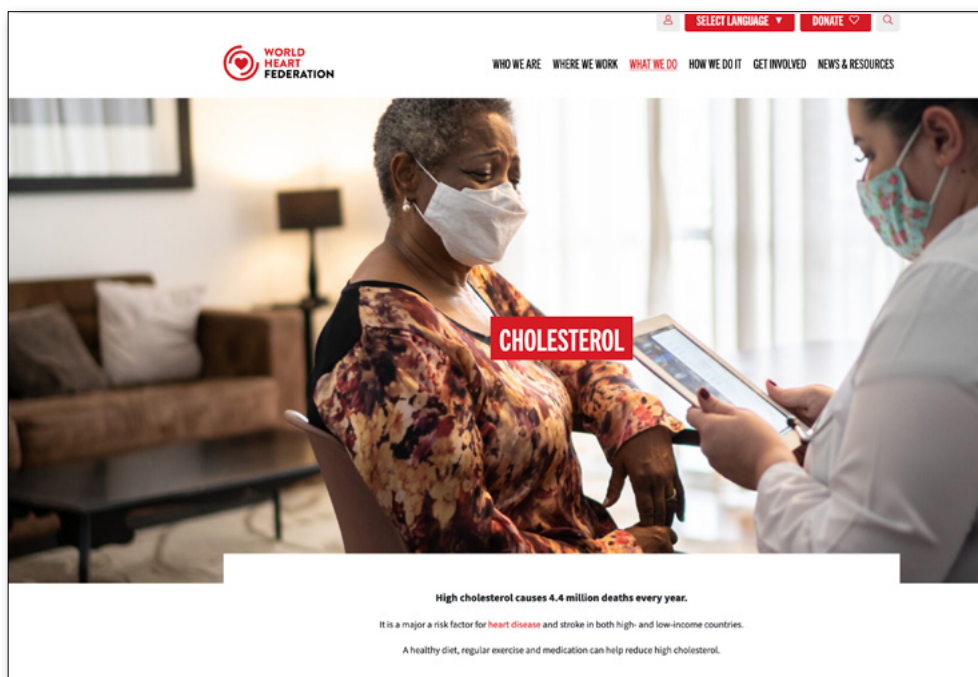 SELECT LANGUAGE ▼ DONATE ♡
WORLD
HEART
FEDERATION
WHO WE ARE WHERE WE WORK WHAT WE DO HOW WE DO IT GET INVOLVED NEWS & RESOURCES
CHOLESTEROL
High cholesterol causes 4.4 million deaths every year.
It is a major a risk factor for heart disease and stroke in both high- and low-income countries.
A healthy diet, regular exercise and medication can help reduce high cholesterol.